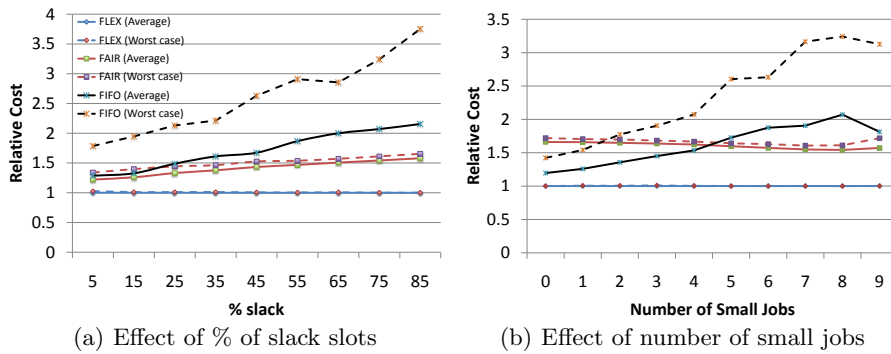 4
3.5
3
2.5
2
1.5
1
0.5
0
Relative Cost
FLEX (Average)
FLEX (Worst case)
FAIR (Average)
FAIR (Worst case)
FIFO (Average)
FIFO (Worst case)
5 15 25 35 45 55 65 75 85
% slack
(a) Effect of % of slack slots
3.5
3
2.5
2
1.5
1
0.5
0
Relative Cost
0 1 2 3 4 5 6 7 8 9
Number of Small Jobs
(b) Effect of number of small jobs